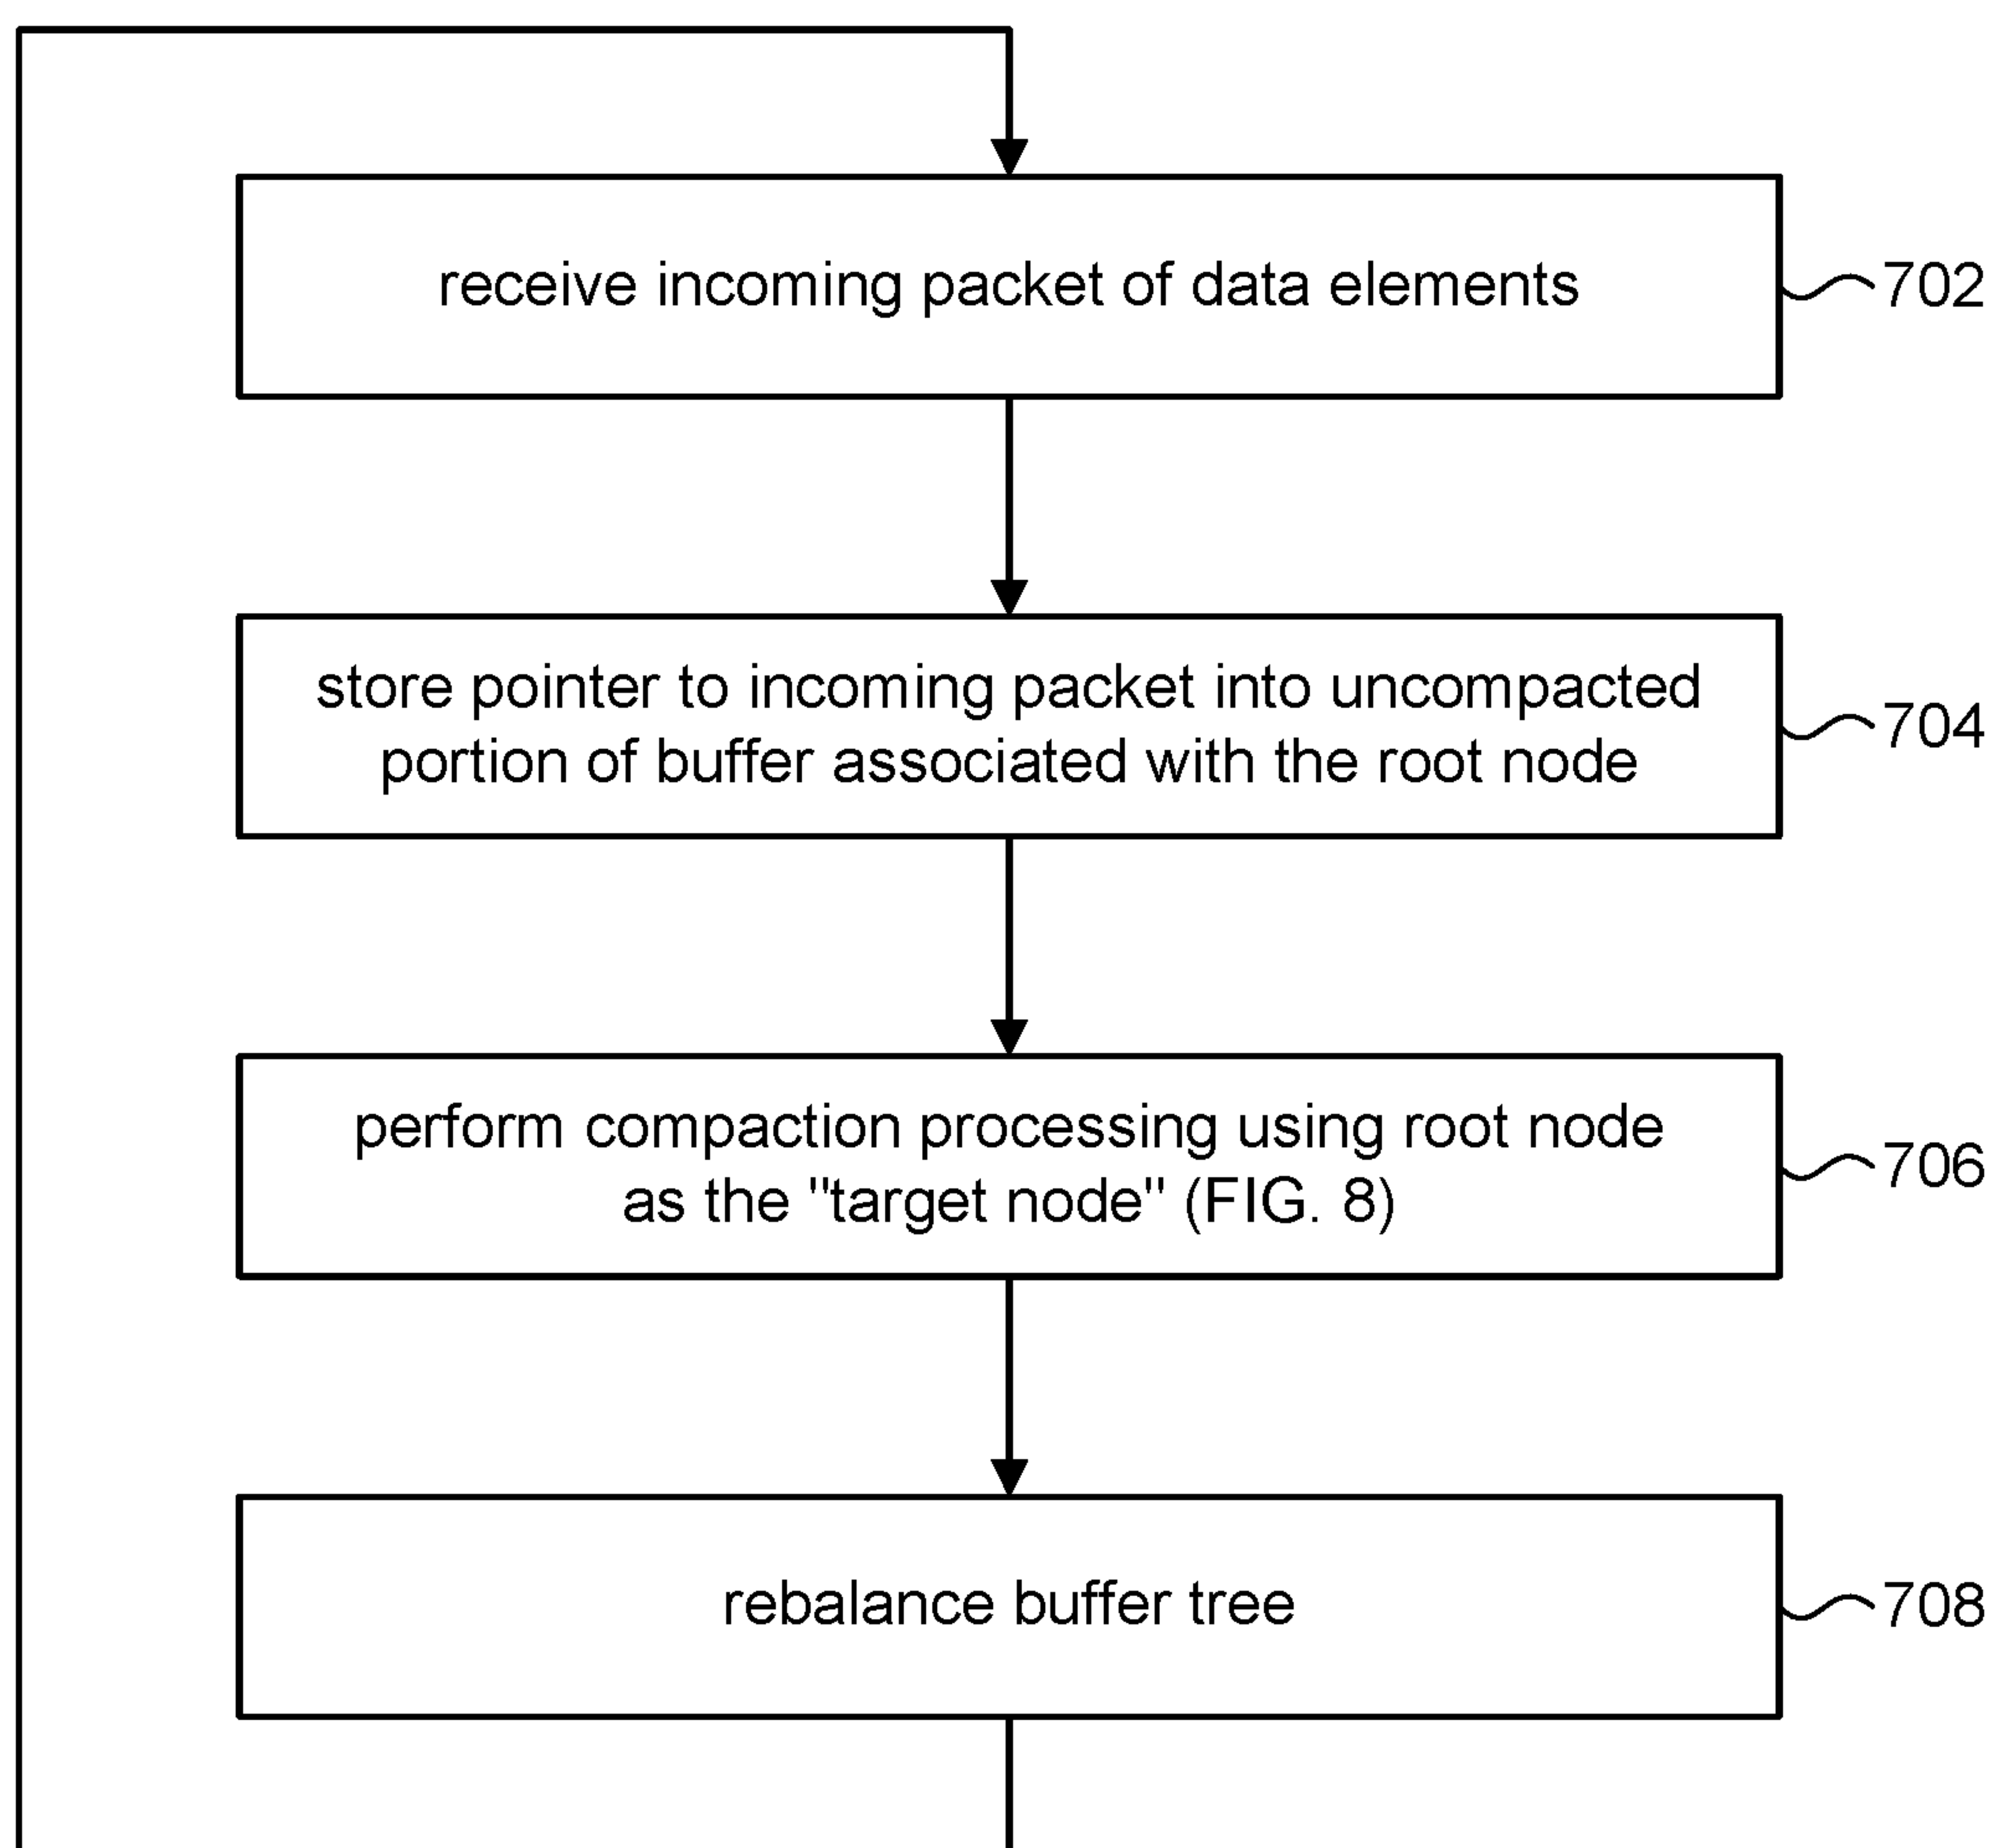 receive incoming packet of data elements
702
store pointer to incoming packet into uncompacted
portion of buffer associated with the root node
704
perform compaction processing using root node
as the "target node" (FIG. 8)
706
rebalance buffer tree
708